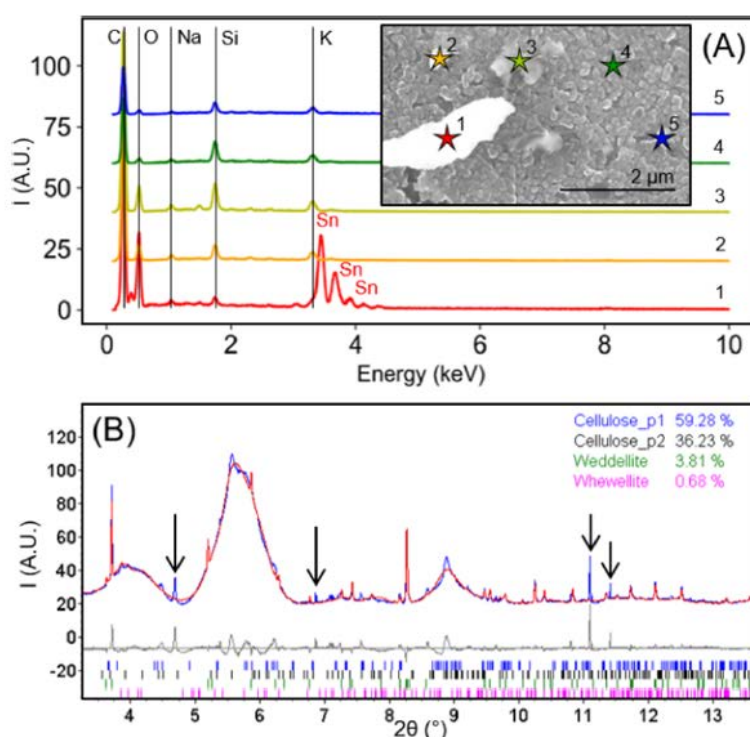 C O Na Si K
(A)
100
75
50
25
0
I (A.U.)
5
4
3
2
1
Sn
Sn
Sn
2
3
4
1
5
2 µm
0 2 4 6 8 10
Energy (keV)
(B)
Cellulose_p1 59.28 %
Cellulose_p2 36.23 %
Weddellite 3.81 %
Whewellite 0.68 %
120
100
80
60
40
20
0
-20
I (A.U.)
4 5 6 7 8 9 10 11 12 13
2θ (°)